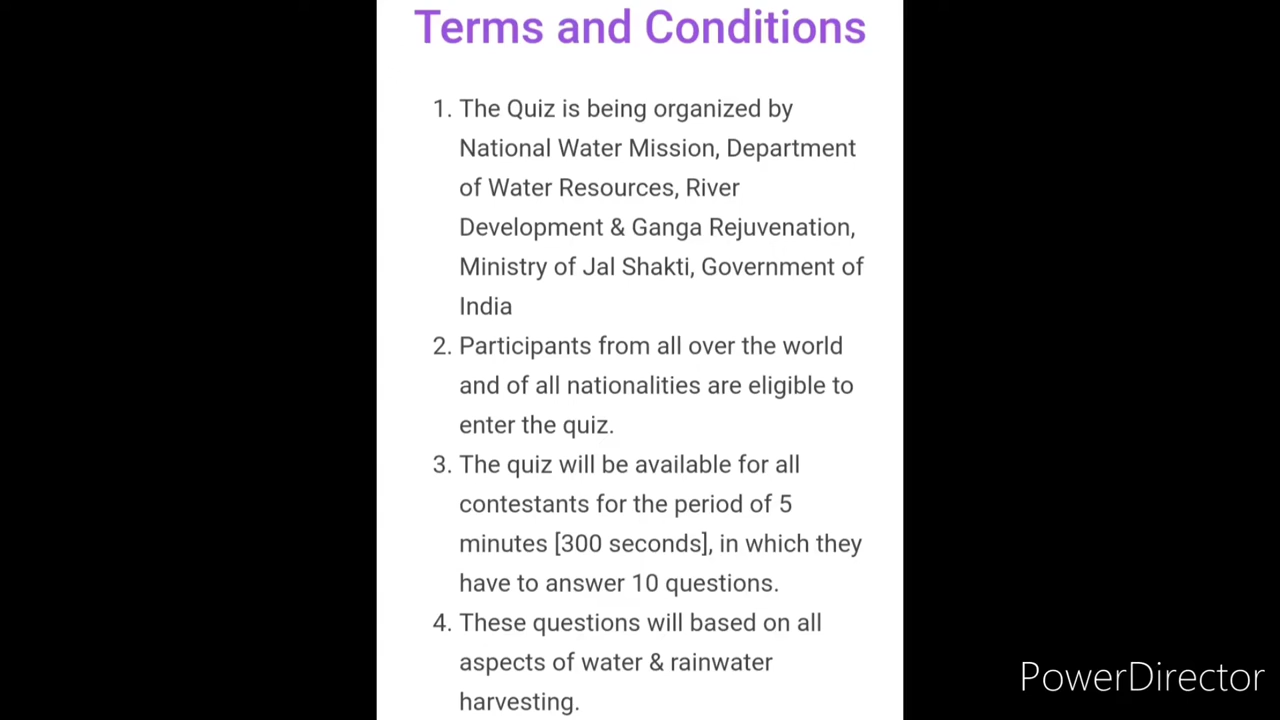 Terms and Conditions
1. The Quiz is being organized by
National Water Mission, Department
of Water Resources, River
Development & Ganga Rejuvenation,
Ministry of Jal Shakti, Government of
India
2. Participants from all over the world
and of all nationalities are eligible to
enter the quiz.
3. The quiz will be available for all
contestants for the period of 5
minutes [300 seconds], in which they
have to answer 10 questions.
4. These questions will based on all
aspects of water & rainwater
harvesting.
PowerDirector